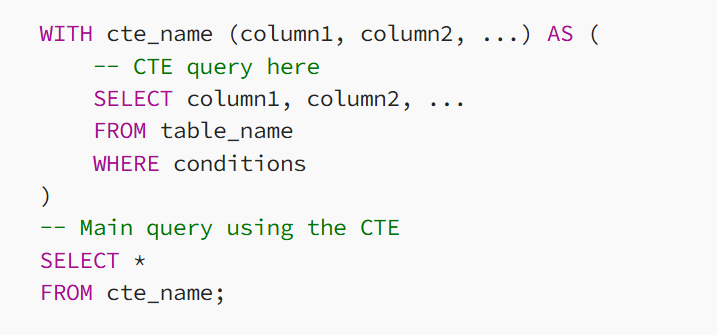 WITH cte_name (column1, column2, ...) AS (
    -- CTE query here
    SELECT column1, column2, ...
    FROM table_name
    WHERE conditions
)
-- Main query using the CTE
SELECT *
FROM cte_name;